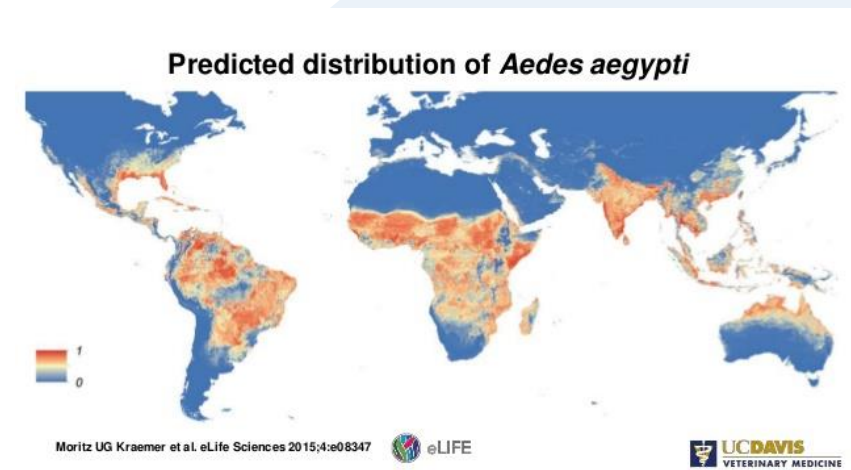 Predicted distribution of Aedes aegypti
1
0
Moritz UG Kraemer et al. eLife Sciences 2015;4:e08347
eLIFE
UCDAVIS
VETERINARY MEDICINE